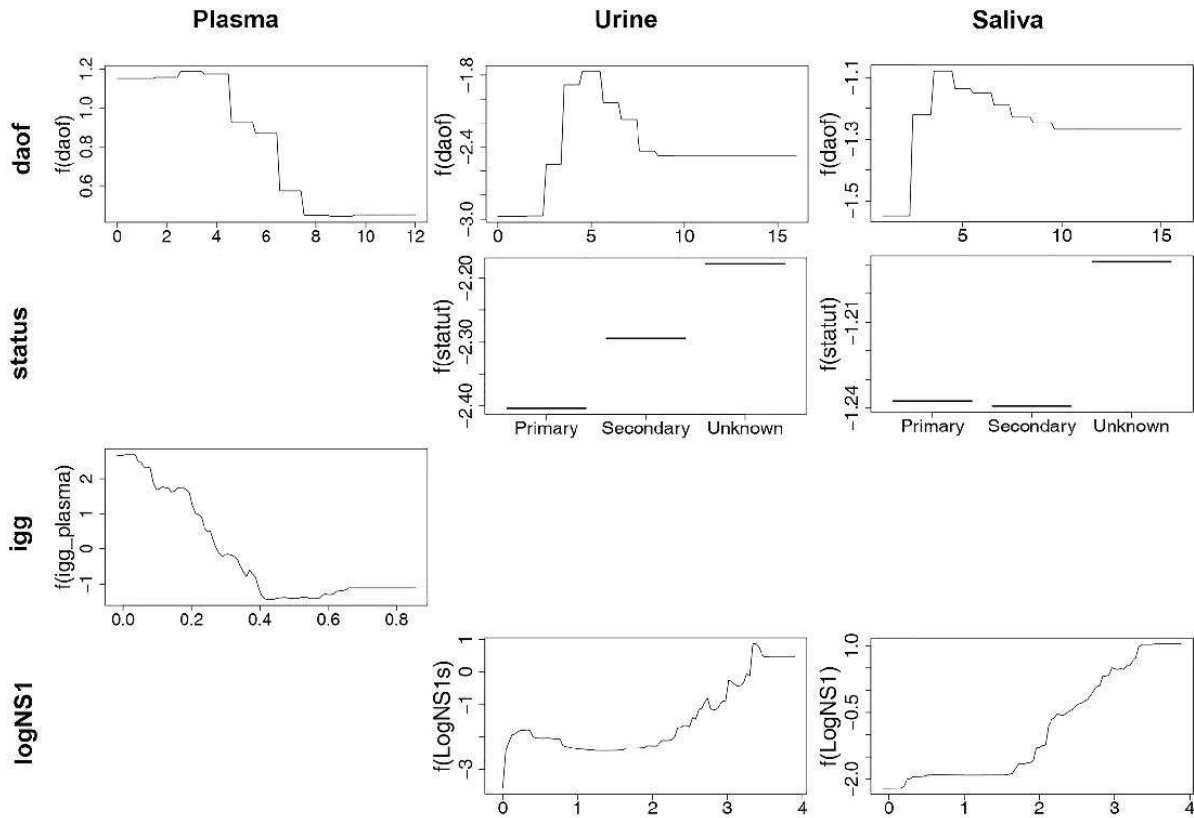 Plasma Urine Saliva
daof
f(daof)
1.2
1.0
0.8
0.6
0 2 4 6 8 10 12
f(daof)
−1.8
−2.4
−3.0
0 5 10 15
f(daof)
−1.1
−1.3
−1.5
5 10 15
status
f(statut)
−2.20
−2.30
−2.40
Primary Secondary Unknown
f(statut)
−1.21
−1.24
Primary Secondary Unknown
igg
f(igg_plasma)
2
1
0
−1
0.0 0.2 0.4 0.6 0.8
logNS1
f(LogNS1s)
1
0
−1
−3
0 1 2 3 4
f(LogNS1)
1.0
−0.5
−2.0
0 1 2 3 4